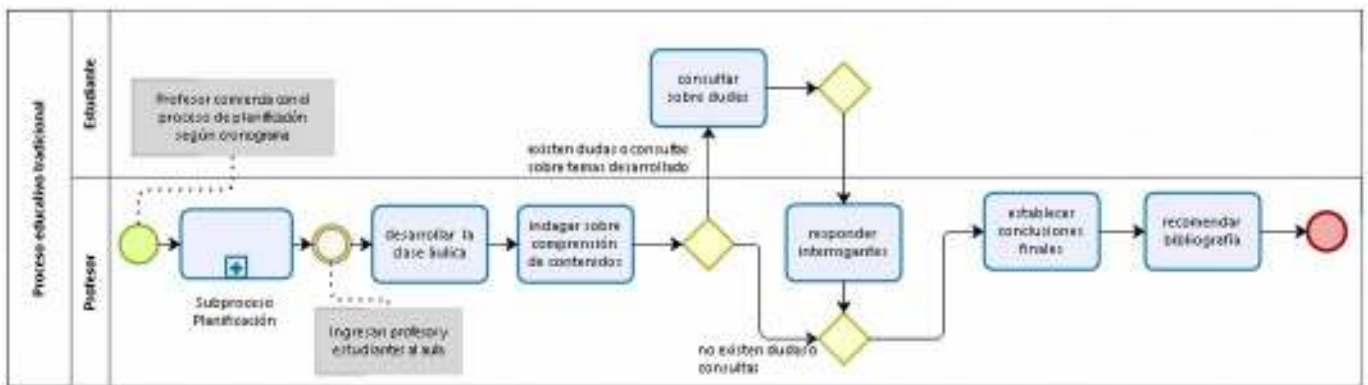 Proceso educativo tradicional
Estudiante
Profesor comienza con el
proceso de planificación
según cronograma
consultar
sobre dudas
existen dudas o consultas
sobre temas desarrollado
Profesor
Subproceso
Planificación
Ingresan profesor y
estudiantes al aula
desarrollar la
clase áulica
indagar sobre
comprensión
de contenidos
responder
interrogantes
no existen dudas o
consultas
establecer
conclusiones
finales
recomendar
bibliografía